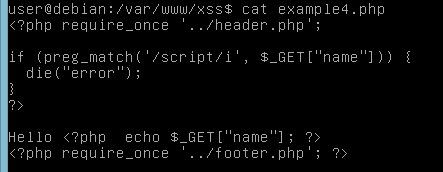 user@debian:/var/www/xss$ cat example4.php
<?php require_once '../header.php';
if (preg_match('/script/i', $_GET["name"])) {
  die("error");
}
?>
Hello <?php  echo $_GET["name"]; ?>
<?php require_once '../footer.php'; ?>